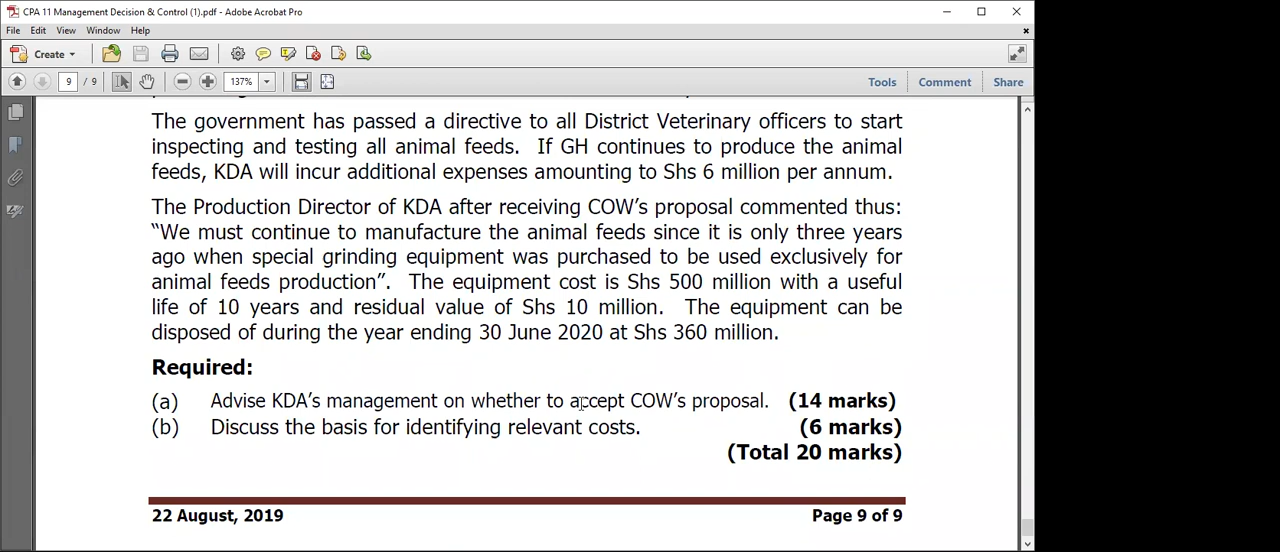 CPA 11 Management Decision & Control (1).pdf - Adobe Acrobat Pro
File Edit View Window Help
Create
9 / 9 137% Tools Comment Share
The government has passed a directive to all District Veterinary officers to start
inspecting and testing all animal feeds. If GH continues to produce the animal
feeds, KDA will incur additional expenses amounting to Shs 6 million per annum.
The Production Director of KDA after receiving COW's proposal commented thus:
“We must continue to manufacture the animal feeds since it is only three years
ago when special grinding equipment was purchased to be used exclusively for
animal feeds production”. The equipment cost is Shs 500 million with a useful
life of 10 years and residual value of Shs 10 million. The equipment can be
disposed of during the year ending 30 June 2020 at Shs 360 million.
Required:
(a) Advise KDA's management on whether to accept COW's proposal. (14 marks)
(b) Discuss the basis for identifying relevant costs. (6 marks)
(Total 20 marks)
22 August, 2019 Page 9 of 9